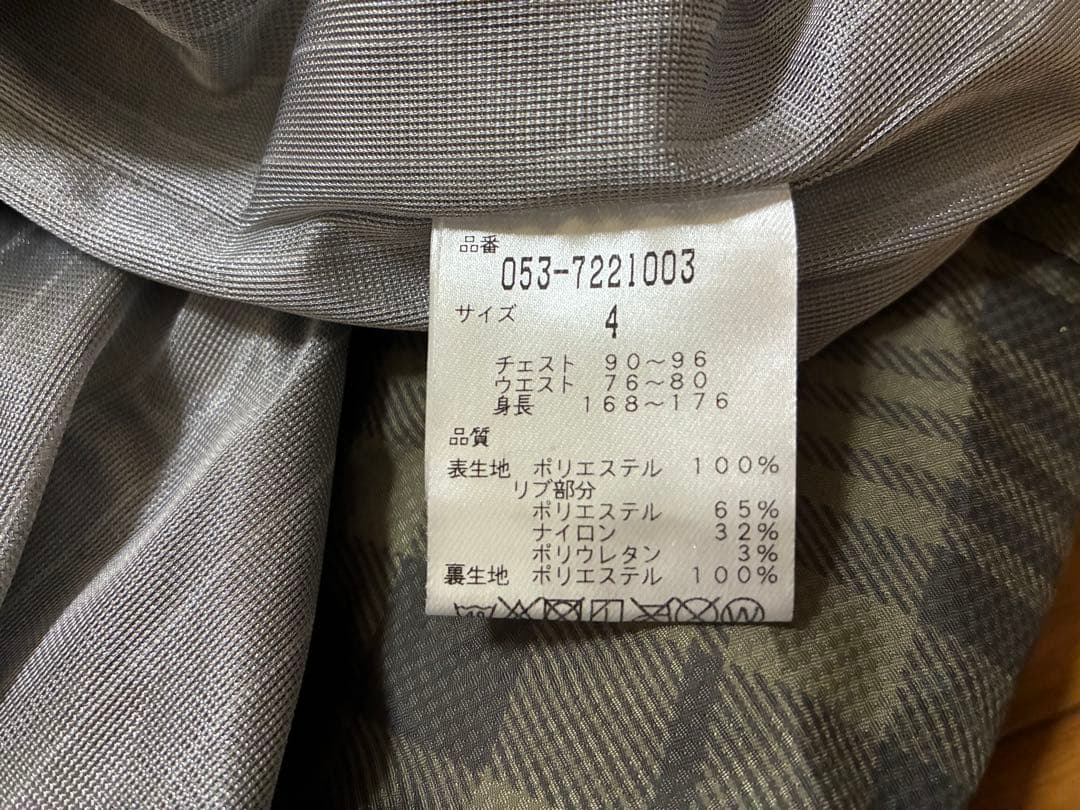 品番
053-7221003
サイズ 4
チェスト 90～96
ウエスト 76～80
身長 168～176
品質
表生地 ポリエステル 100%
リブ部分
ポリエステル 65%
ナイロン 32%
ポリウレタン 3%
裏生地 ポリエステル 100%
40 W